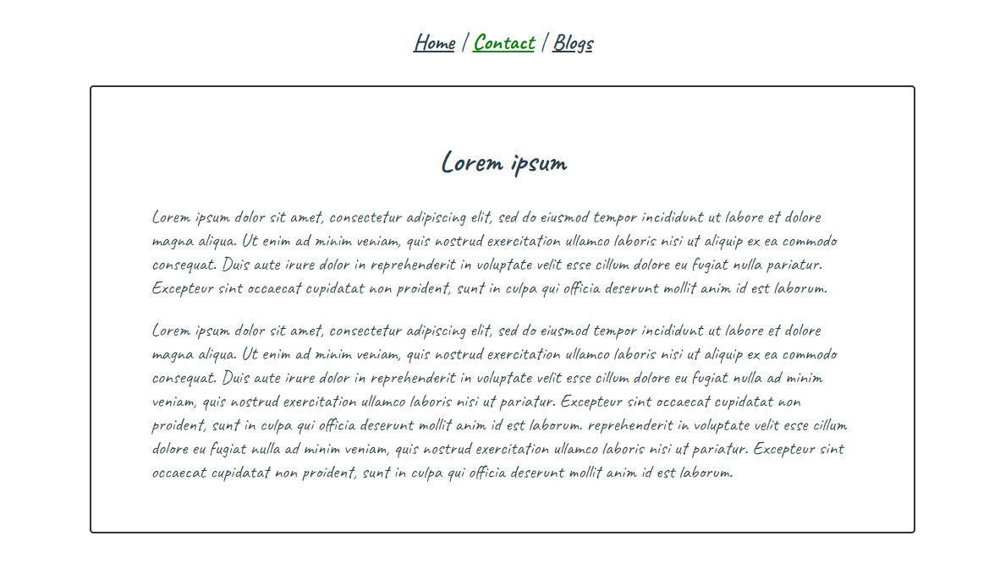 Home | Contact | Blogs
Lorem ipsum
Lorem ipsum dolor sit amet, consectetur adipiscing elit, sed do eiusmod tempor incididunt ut labore et dolore
magna aliqua. Ut enim ad minim veniam, quis nostrud exercitation ullamco laboris nisi ut aliquip ex ea commodo
consequat. Duis aute irure dolor in reprehenderit in voluptate velit esse cillum dolore eu fugiat nulla pariatur.
Excepteur sint occaecat cupidatat non proident, sunt in culpa qui officia deserunt mollit anim id est laborum.
Lorem ipsum dolor sit amet, consectetur adipiscing elit, sed do eiusmod tempor incididunt ut labore et dolore
magna aliqua. Ut enim ad minim veniam, quis nostrud exercitation ullamco laboris nisi ut aliquip ex ea commodo
consequat. Duis aute irure dolor in reprehenderit in voluptate velit esse cillum dolore eu fugiat nulla ad minim
veniam, quis nostrud exercitation ullamco laboris nisi ut pariatur. Excepteur sint occaecat cupidatat non
proident, sunt in culpa qui officia deserunt mollit anim id est laborum. reprehenderit in voluptate velit esse cillum
dolore eu fugiat nulla ad minim veniam, quis nostrud exercitation ullamco laboris nisi ut pariatur. Excepteur sint
occaecat cupidatat non proident, sunt in culpa qui officia deserunt mollit anim id est laborum.